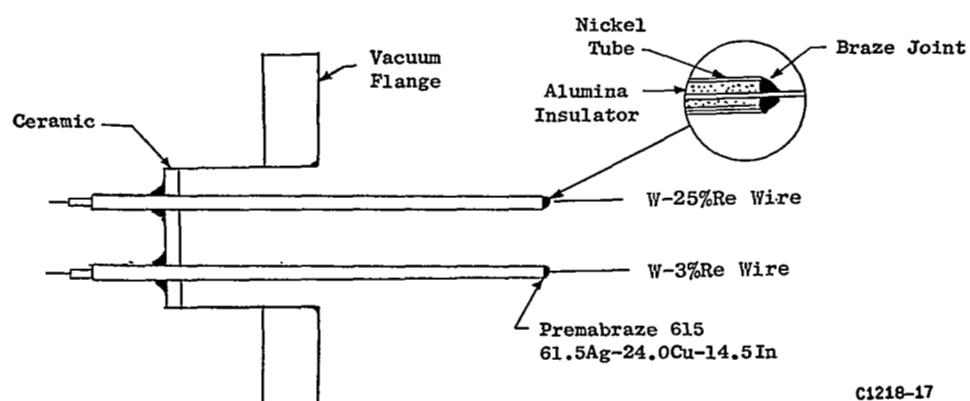 Nickel
Tube
Braze Joint
Vacuum
Flange
Alumina
Insulator
Ceramic
W-25%Re Wire
W-3%Re Wire
Premabraze 615
61.5Ag-24.0Cu-14.5In
C1218-17